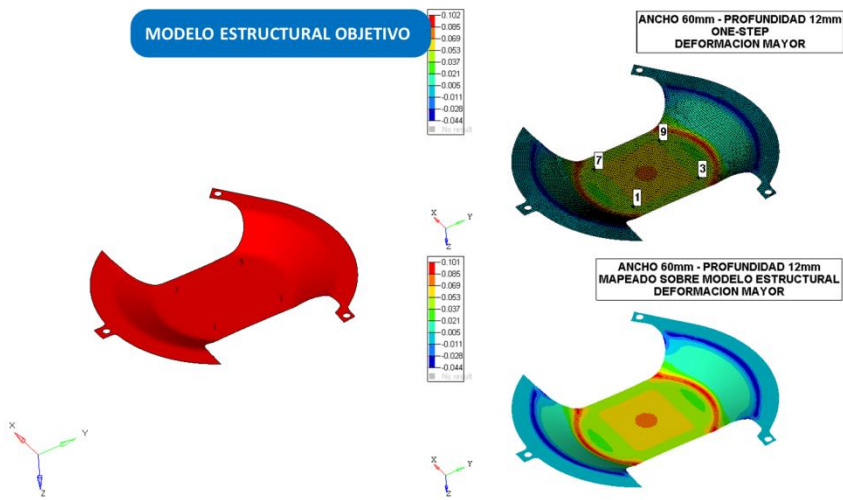 MODELO ESTRUCTURAL OBJETIVO
0.102
0.085
0.069
0.053
0.037
0.021
0.005
-0.011
-0.028
-0.044
No result
ANCHO 60mm - PROFUNDIDAD 12mm
ONE-STEP
DEFORMACION MAYOR
9
7
3
1
X
Y
Z
0.101
0.085
0.069
0.053
0.037
0.021
0.005
-0.011
-0.028
-0.044
No result
ANCHO 60mm - PROFUNDIDAD 12mm
MAPEADO SOBRE MODELO ESTRUCTURAL
DEFORMACION MAYOR
X
Y
Z
X
Y
Z